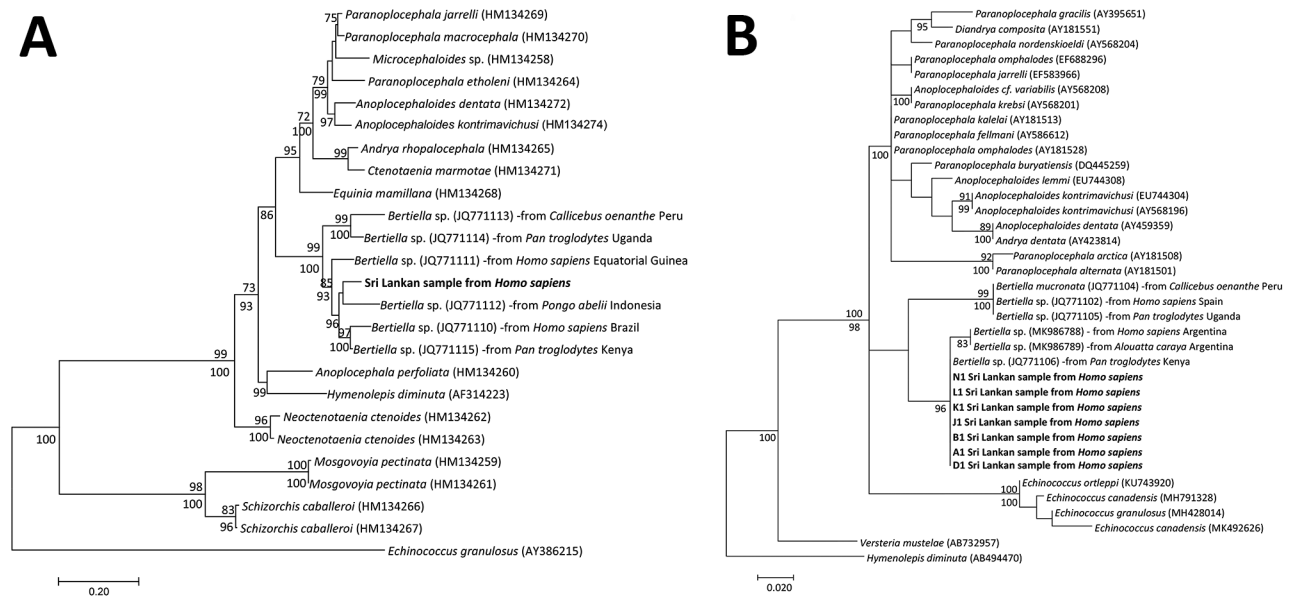 A
75
Paranoplocephala jarrelli (HM134269)
Paranoplocephala macrocephala (HM134270)
Microcephaloides sp. (HM134258)
79
Paranoplocephala etholeni (HM134264)
99
Anoplocephaloides dentata (HM134272)
72
97
Anoplocephaloides kontrimavichusi (HM134274)
100
95
99
Andrya rhopalocephala (HM134265)
Ctenotaenia marmotae (HM134271)
Equinia mamillana (HM134268)
86
99
Bertiella sp. (JQ771113) -from Callicebus oenanthe Peru
100
Bertiella sp. (JQ771114) -from Pan troglodytes Uganda
99
100
Bertiella sp. (JQ771111) -from Homo sapiens Equatorial Guinea
85
Sri Lankan sample from Homo sapiens
73
93
93
Bertiella sp. (JQ771112) -from Pongo abelii Indonesia
96
97
Bertiella sp. (JQ771110) -from Homo sapiens Brazil
100
Bertiella sp. (JQ771115) -from Pan troglodytes Kenya
99
100
Anoplocephala perfoliata (HM134260)
99
Hymenolepis diminuta (AF314223)
96
Neoctenotaenia ctenoides (HM134262)
100
Neoctenotaenia ctenoides (HM134263)
100
100
Mosgovoyia pectinata (HM134259)
100
Mosgovoyia pectinata (HM134261)
98
100
83
Schizorchis caballeroi (HM134266)
96
Schizorchis caballeroi (HM134267)
Echinococcus granulosus (AY386215)
0.20
B
Paranoplocephala gracilis (AY395651)
95
Diandrya composita (AY181551)
Paranoplocephala nordenskioeldi (AY568204)
Paranoplocephala omphalodes (EF688296)
Paranoplocephala jarrelli (EF583966)
Anoplocephaloides cf. variabilis (AY568208)
100
Paranoplocephala krebsi (AY568201)
Paranoplocephala kalelai (AY181513)
Paranoplocephala fellmani (AY586612)
Paranoplocephala omphalodes (AY181528)
100
Paranoplocephala buryatiensis (DQ445259)
Anoplocephaloides lemmi (EU744308)
91
Anoplocephaloides kontrimavichusi (EU744304)
99
Anoplocephaloides kontrimavichusi (AY568196)
89
Anoplocephaloides dentata (AY459359)
100
Andrya dentata (AY423814)
92
Paranoplocephala arctica (AY181508)
100
Paranoplocephala alternata (AY181501)
99
Bertiella mucronata (JQ771104) -from Callicebus oenanthe Peru
100
Bertiella sp. (JQ771102) -from Homo sapiens Spain
Bertiella sp. (JQ771105) -from Pan troglodytes Uganda
100
98
Bertiella sp. (MK986788) - from Homo sapiens Argentina
83
Bertiella sp. (MK986789) -from Alouatta caraya Argentina
Bertiella sp. (JQ771106) -from Pan troglodytes Kenya
N1 Sri Lankan sample from Homo sapiens
L1 Sri Lankan sample from Homo sapiens
96
K1 Sri Lankan sample from Homo sapiens
J1 Sri Lankan sample from Homo sapiens
B1 Sri Lankan sample from Homo sapiens
A1 Sri Lankan sample from Homo sapiens
D1 Sri Lankan sample from Homo sapiens
100
100
Echinococcus ortleppi (KU743920)
100
Echinococcus canadensis (MH791328)
Echinococcus granulosus (MH428014)
Echinococcus canadensis (MK492626)
Versteria mustelae (AB732957)
Hymenolepis diminuta (AB494470)
0.020